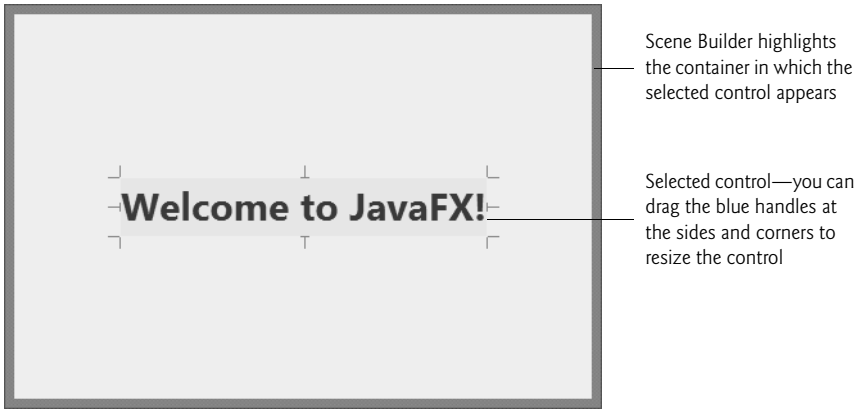 Scene Builder highlights
the container in which the
selected control appears
Welcome to JavaFX!
Selected control—you can
drag the blue handles at
the sides and corners to
resize the control